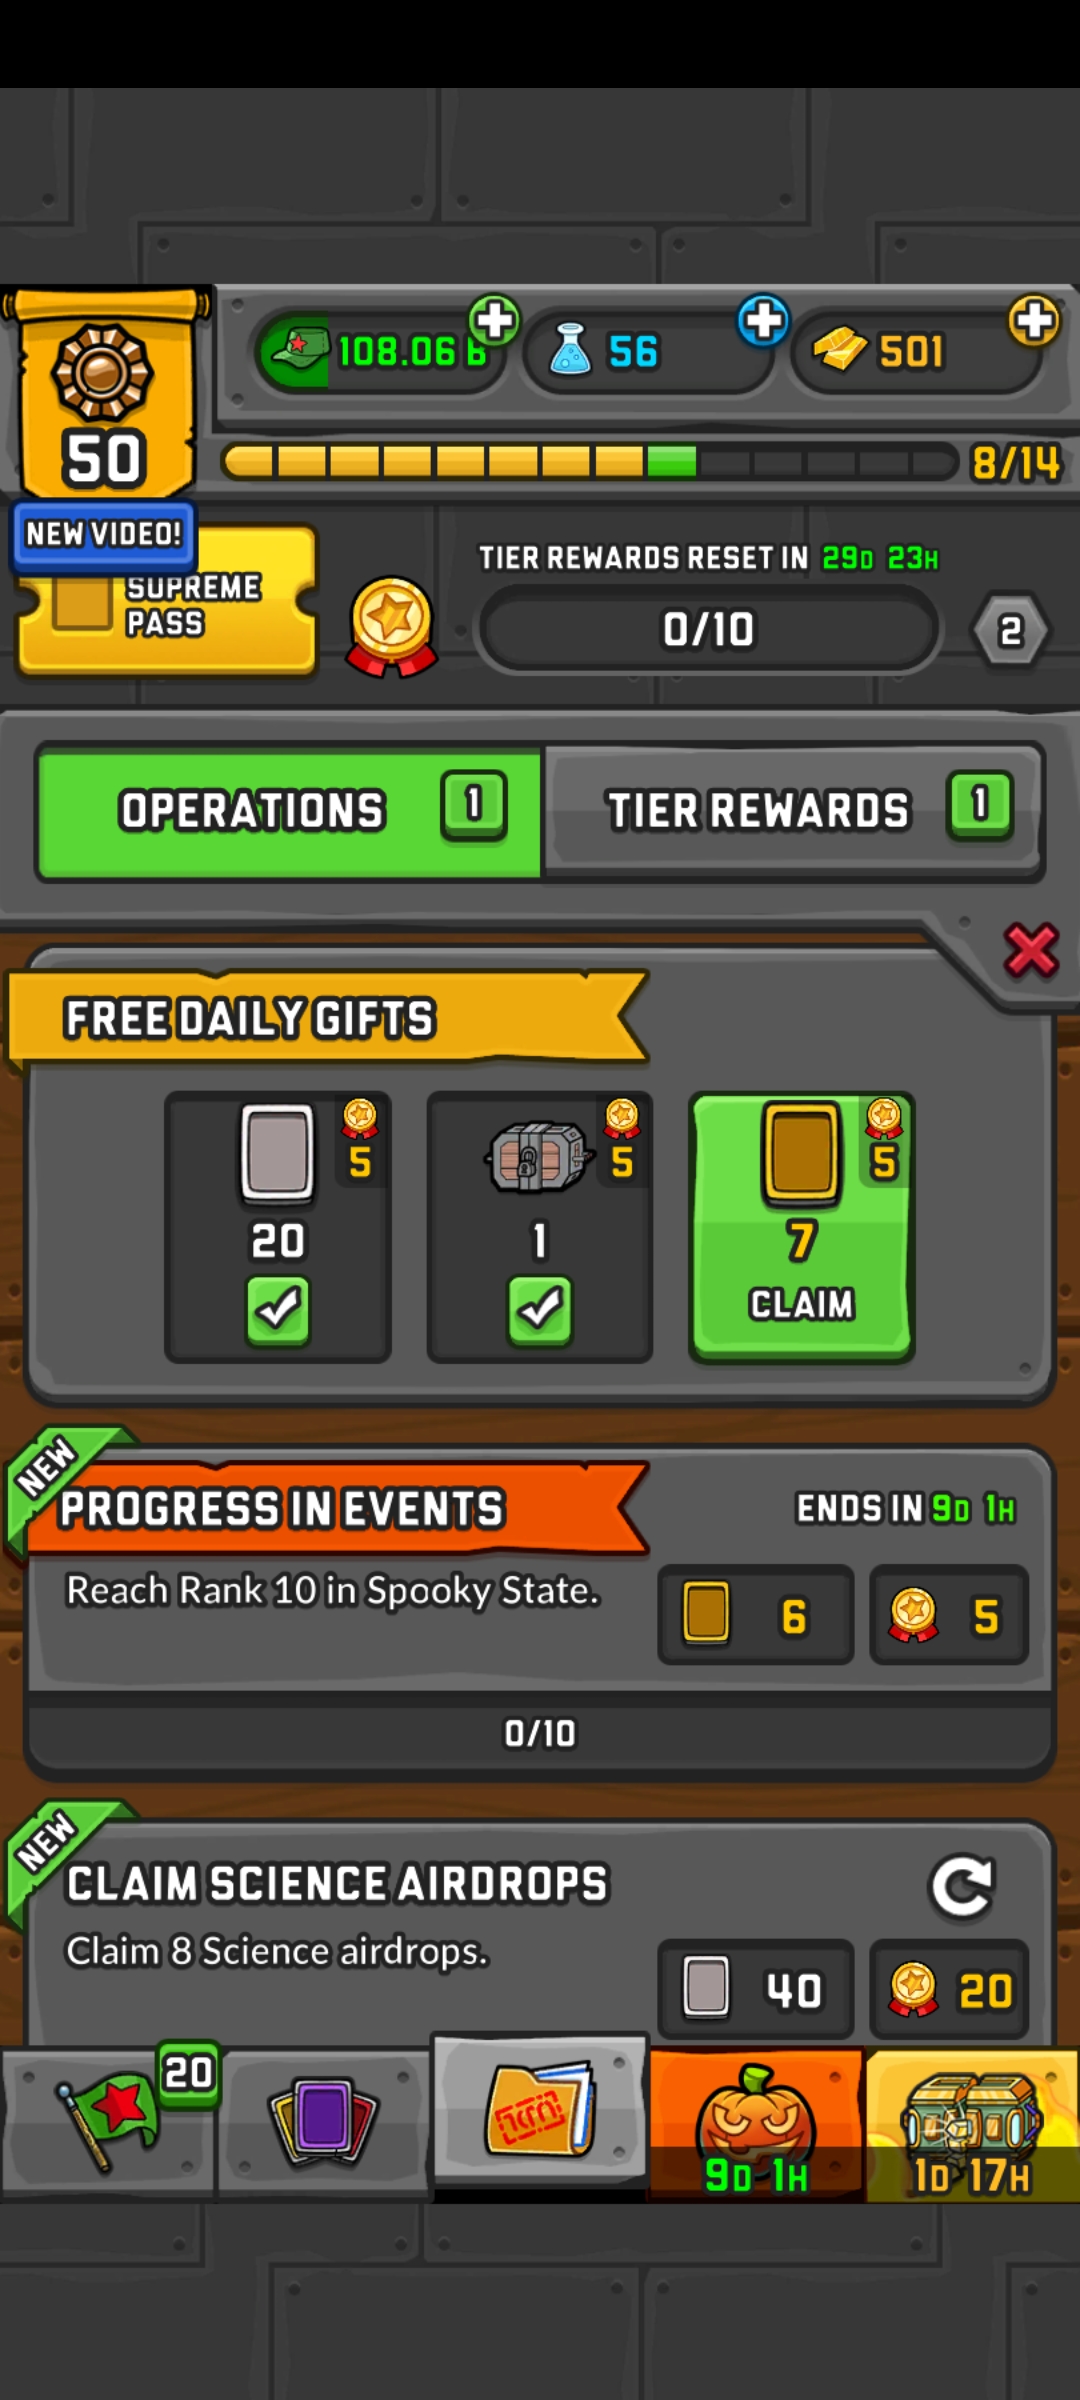 108.06 B
56
501
50
8/14
NEW VIDEO!
SUPREME
PASS
TIER REWARDS RESET IN 29D 23H
0/10
2
OPERATIONS 1
TIER REWARDS 1
FREE DAILY GIFTS
5
5
5
20
1
7
CLAIM
NEW
PROGRESS IN EVENTS
ENDS IN 9D 1H
Reach Rank 10 in Spooky State.
6
5
0/10
NEW
CLAIM SCIENCE AIRDROPS
Claim 8 Science airdrops.
40
20
20
9D 1H
1D 17H